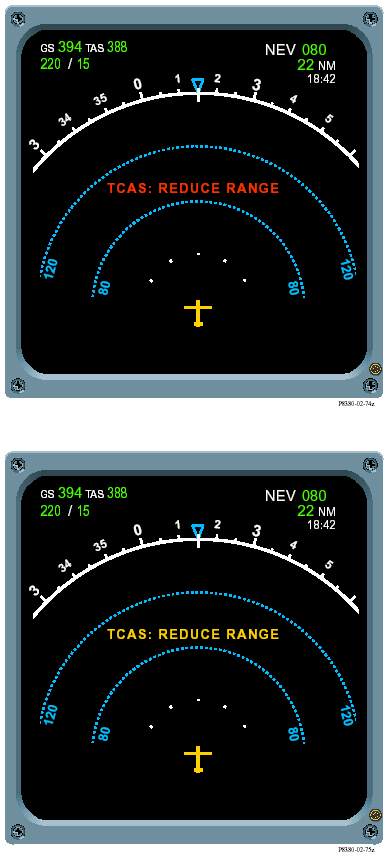 GS 394 TAS 388
NEV 080
220 / 15
22 NM
18:42
3 34 35 0 1 2 3 4 5
TCAS: REDUCE RANGE
120 80 80 120
P8380-02-74z
GS 394 TAS 388
NEV 080
220 / 15
22 NM
18:42
3 34 35 0 1 2 3 4 5
TCAS: REDUCE RANGE
120 80 80 120
P8380-02-75z